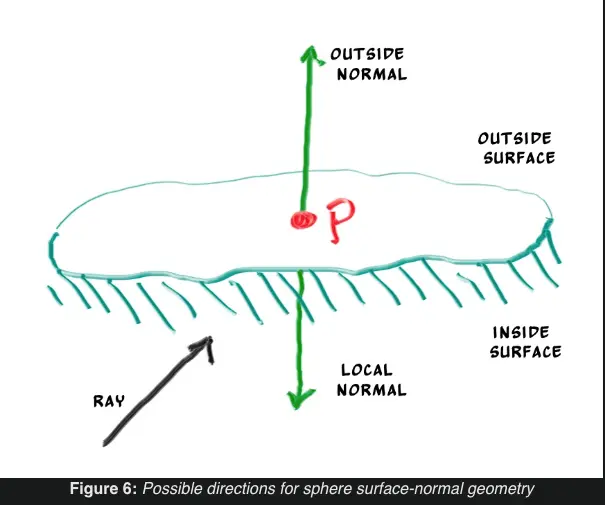 OUTSIDE
NORMAL
OUTSIDE
SURFACE
P
INSIDE
SURFACE
LOCAL
NORMAL
RAY
Figure 6: Possible directions for sphere surface-normal geometry